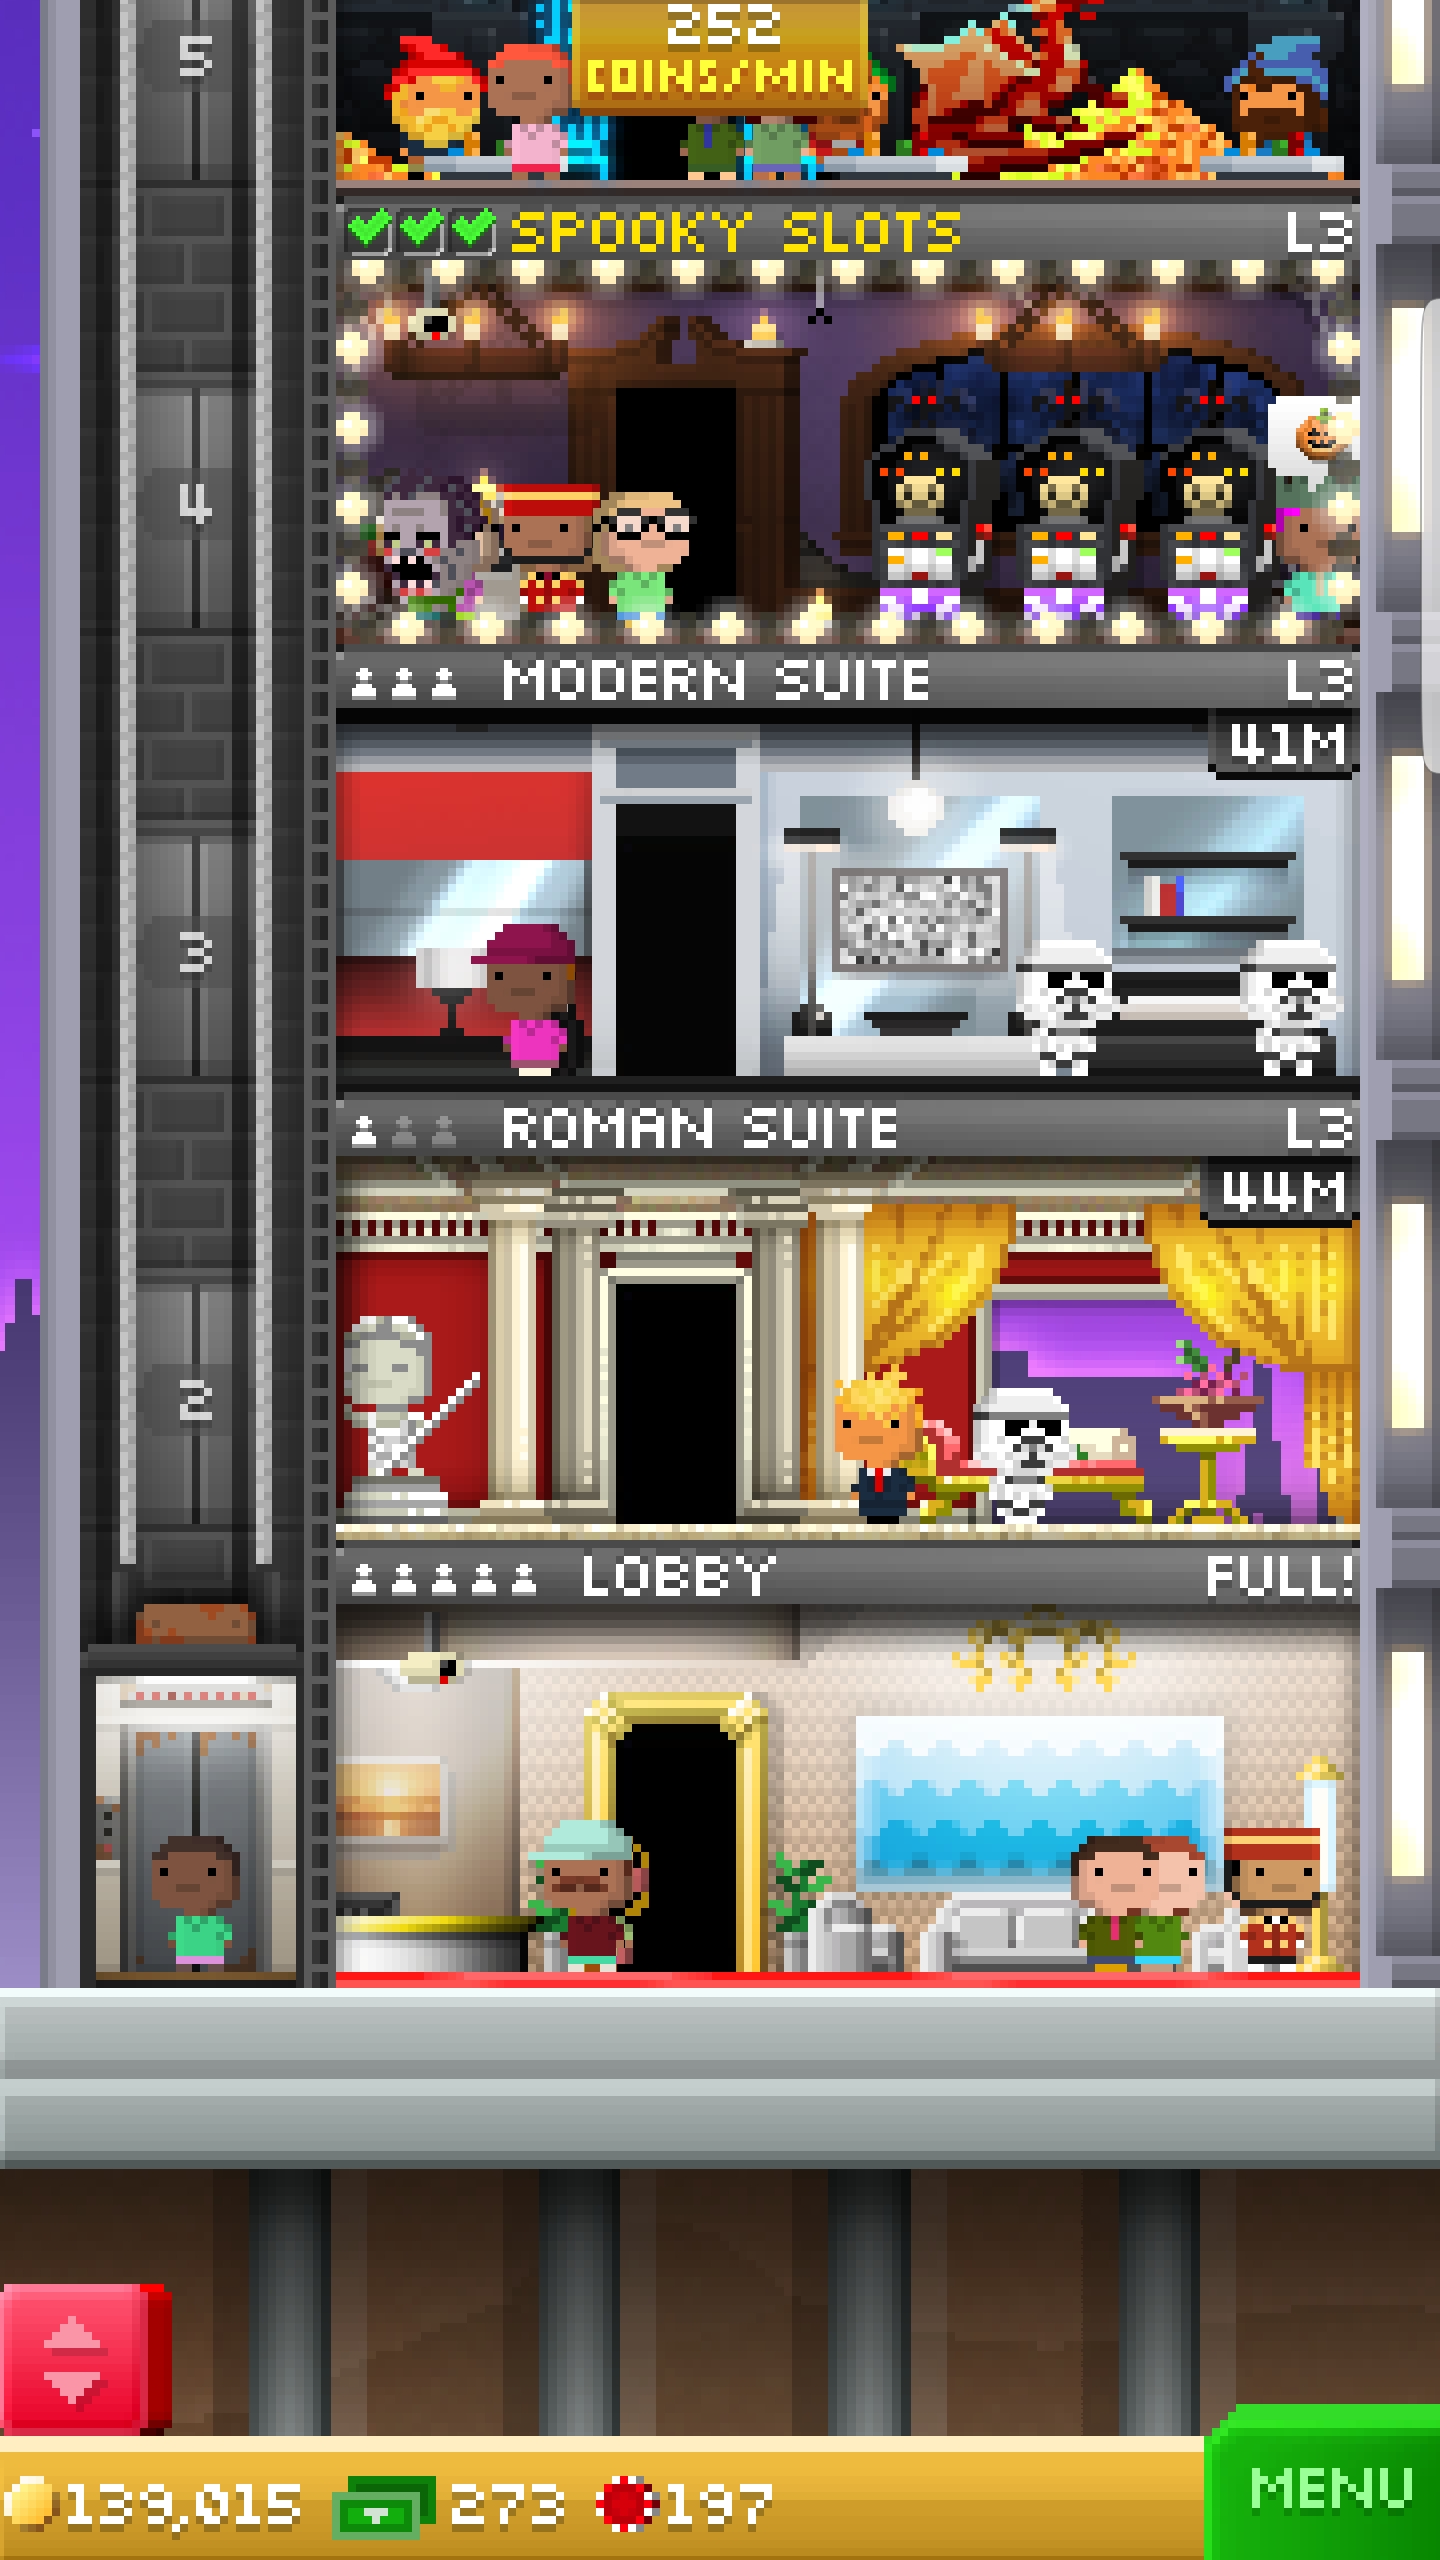 252
COINS/MIN
5
SPOOKY SLOTS L3
4
MODERN SUITE L3
41M
3
ROMAN SUITE L3
44M
2
LOBBY FULL!
139,015 273 197
MENU